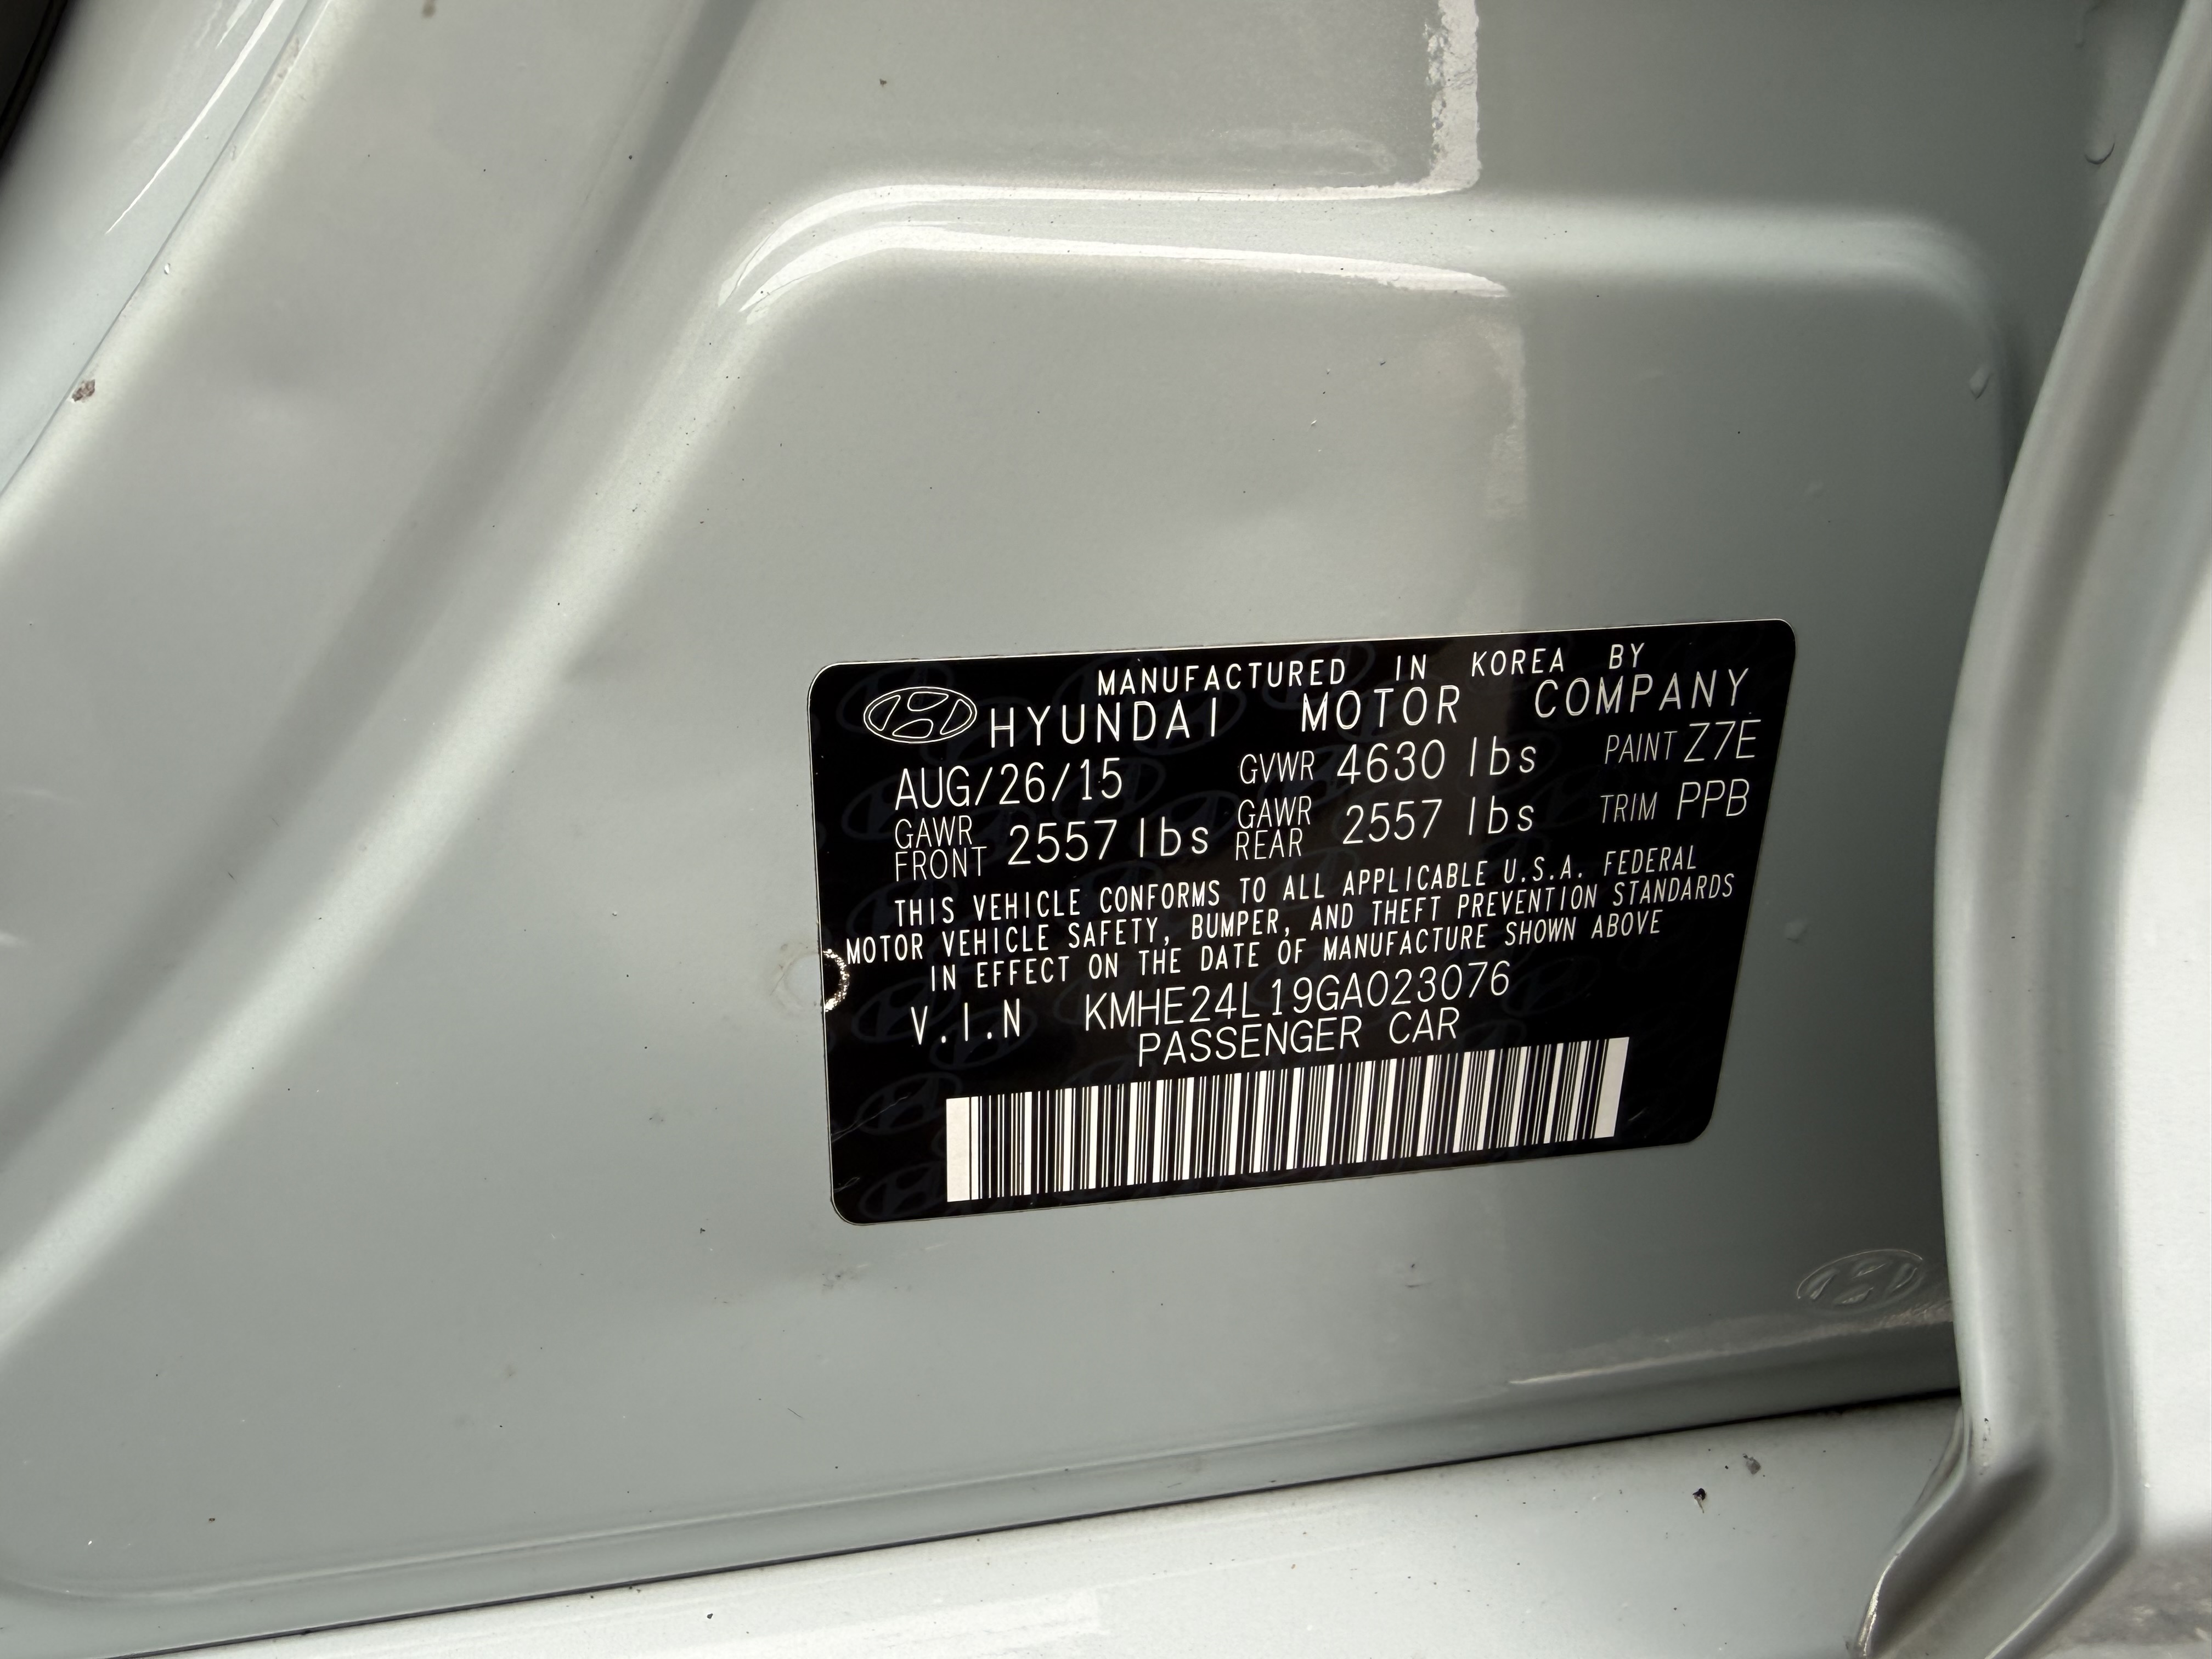 MANUFACTURED IN KOREA BY
HYUNDAI MOTOR COMPANY
AUG/26/15 GVWR 4630 lbs PAINT Z7E
GAWR FRONT 2557 lbs GAWR REAR 2557 lbs TRIM PPB
THIS VEHICLE CONFORMS TO ALL APPLICABLE U.S.A. FEDERAL
MOTOR VEHICLE SAFETY, BUMPER, AND THEFT PREVENTION STANDARDS
IN EFFECT ON THE DATE OF MANUFACTURE SHOWN ABOVE
V.I.N KMHE24L19GA023076
PASSENGER CAR